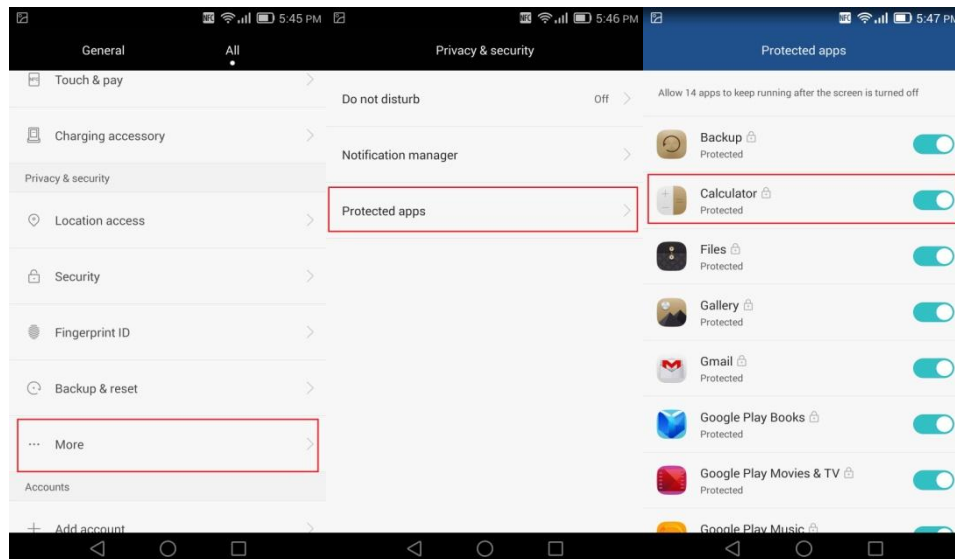 NFC 5:45 PM
General All
Touch & pay
Charging accessory
Privacy & security
Location access
Security
Fingerprint ID
Backup & reset
More
Accounts
Add account
NFC 5:46 PM
Privacy & security
Do not disturb Off
Notification manager
Protected apps
NFC 5:47 PM
Protected apps
Allow 14 apps to keep running after the screen is turned off
Backup
Protected
Calculator
Protected
Files
Protected
Gallery
Protected
Gmail
Protected
Google Play Books
Protected
Google Play Movies & TV
Protected
Google Play Music